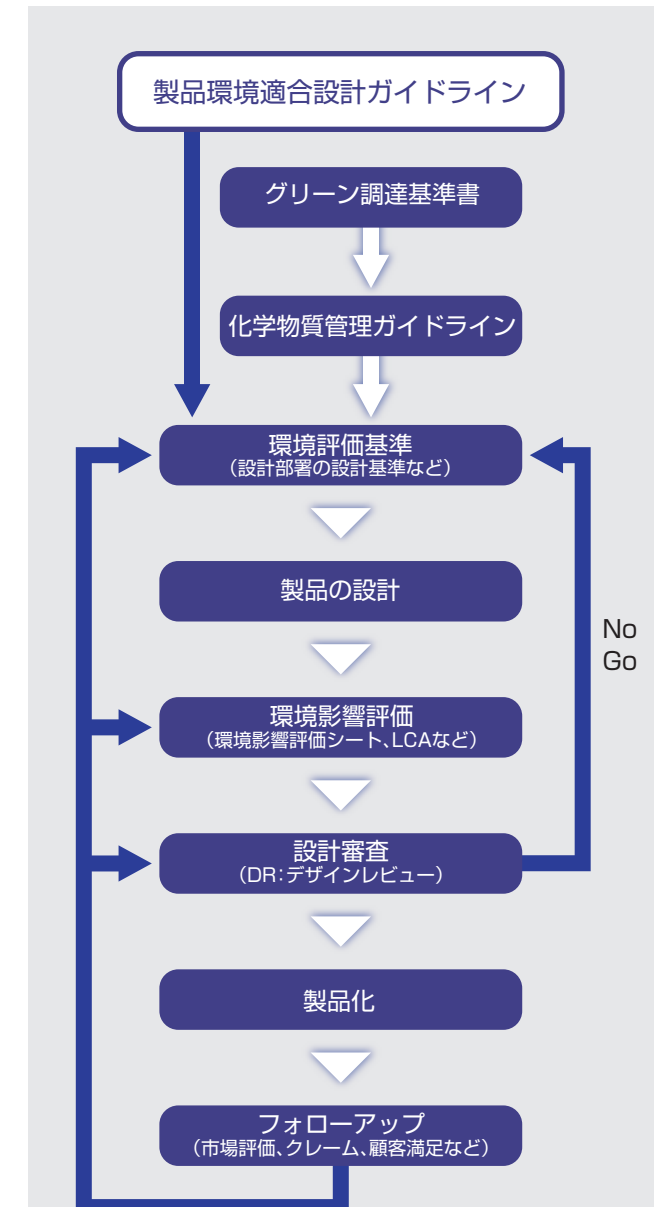 製品環境適合設計ガイドライン
グリーン調達基準書
化学物質管理ガイドライン
環境評価基準
（設計部署の設計基準など）
製品の設計
No
Go
環境影響評価
（環境影響評価シート、LCAなど）
設計審査
（DR：デザインレビュー）
製品化
フォローアップ
（市場評価、クレーム、顧客満足など）